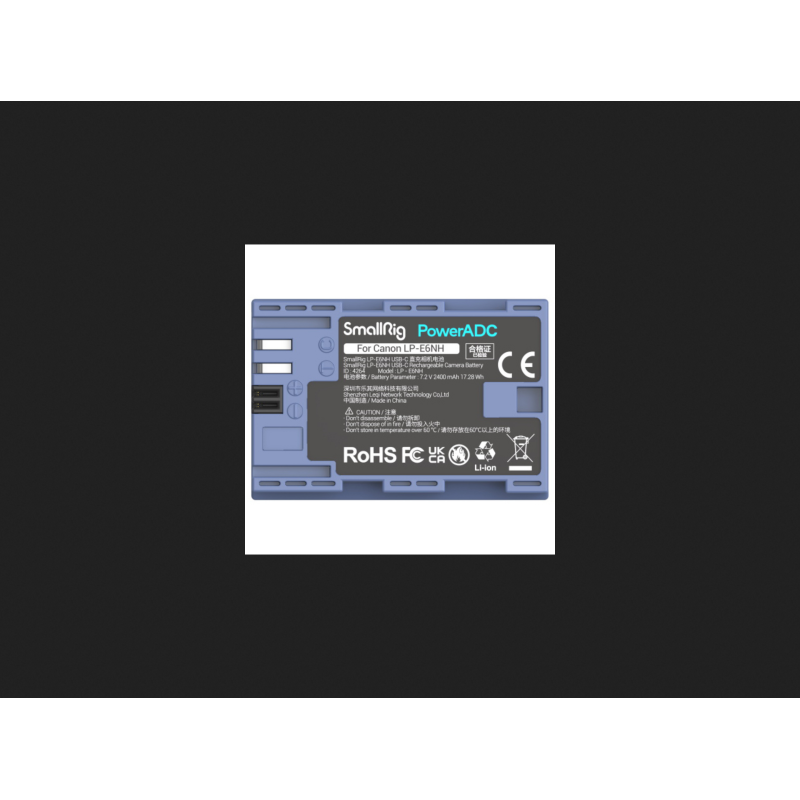 SmallRig PowerADC
For Canon LP-E6NH
合格证
已检验
SmallRig LP-E6NH USB-C 直充相机电池
SmallRig LP-E6NH USB-C Rechargeable Camera Battery
ID : 4264 Model : LP - E6NH
电池参数 / Battery Parameter : 7.2 V 2400 mAh 17.28 Wh
CE
深圳市乐其网络科技有限公司
Shenzhen Leqi Network Technology Co,Ltd
中国制造 / Made in China
CAUTION / 注意
· Don't disassemble / 请勿拆卸
· Don't dispose of in fire / 请勿投入火中
· Don't store in temperature over 60 °C / 请勿存放在60°C以上的环境
RoHS FC UK CA
Li-ion